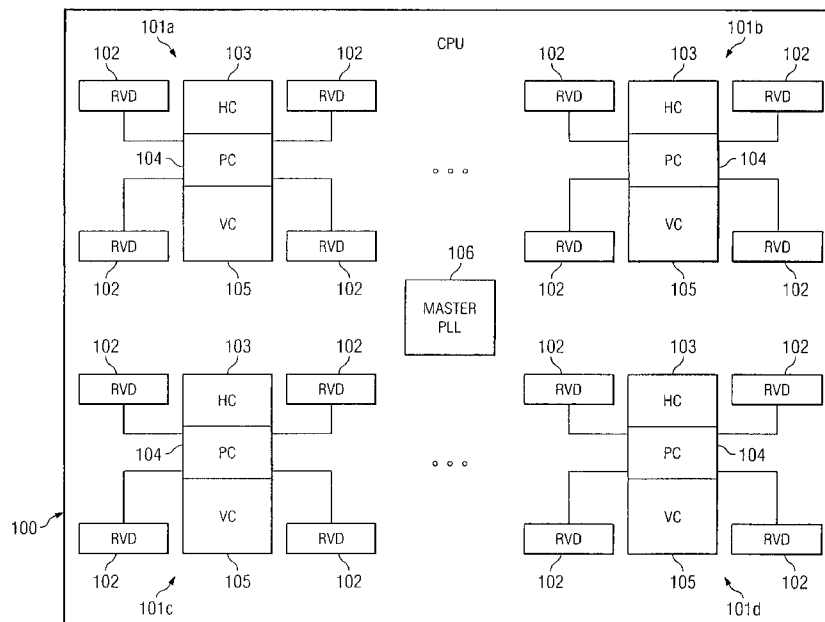 101a
CPU
101b
102
103
102
102
103
102
RVD
HC
RVD
RVD
HC
RVD
104
PC
PC
104
RVD
VC
RVD
RVD
VC
RVD
102
105
102
106
102
105
102
MASTER
PLL
102
103
102
102
103
102
RVD
HC
RVD
RVD
HC
RVD
104
PC
PC
104
100
RVD
VC
RVD
RVD
VC
RVD
102
105
102
102
105
102
101c
101d